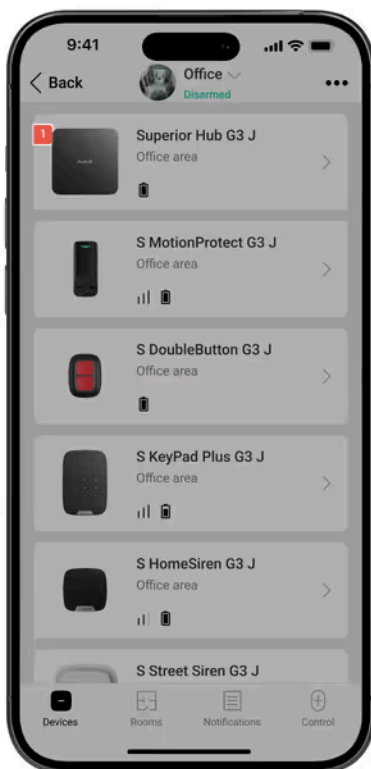 9:41
Back
Office
Disarmed
1
AJAX
Superior Hub G3 J
Office area
S MotionProtect G3 J
Office area
S DoubleButton G3 J
Office area
S KeyPad Plus G3 J
Office area
S HomeSiren G3 J
Office area
S Street Siren G3 J
Devices
Rooms
Notifications
Control